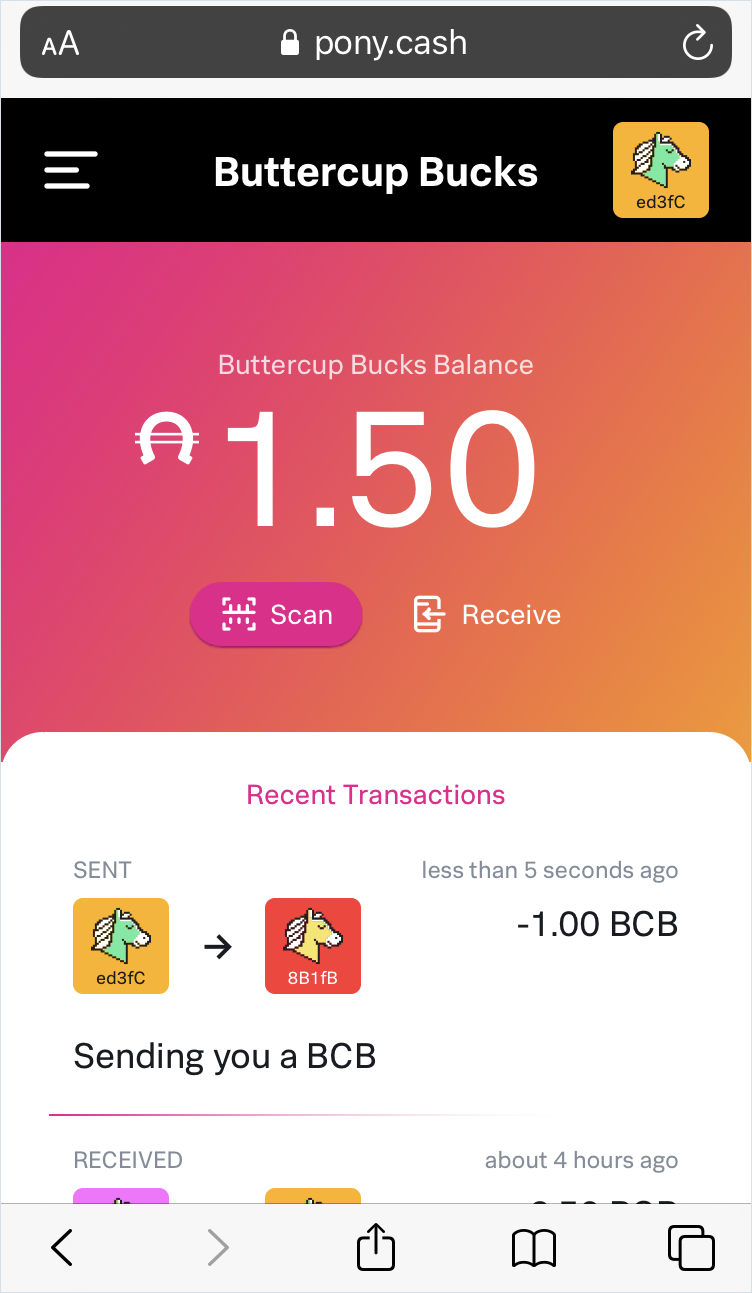 AA pony.cash
Buttercup Bucks
ed3fC
Buttercup Bucks Balance
1.50
Scan Receive
Recent Transactions
SENT less than 5 seconds ago
-1.00 BCB
ed3fC 8B1fB
Sending you a BCB
RECEIVED about 4 hours ago